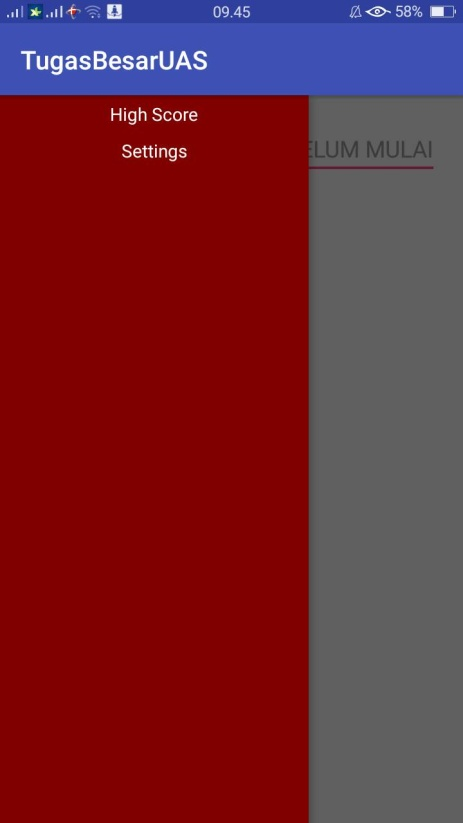 09.45
58%
TugasBesarUAS
High Score
Settings
ELUM MULAI